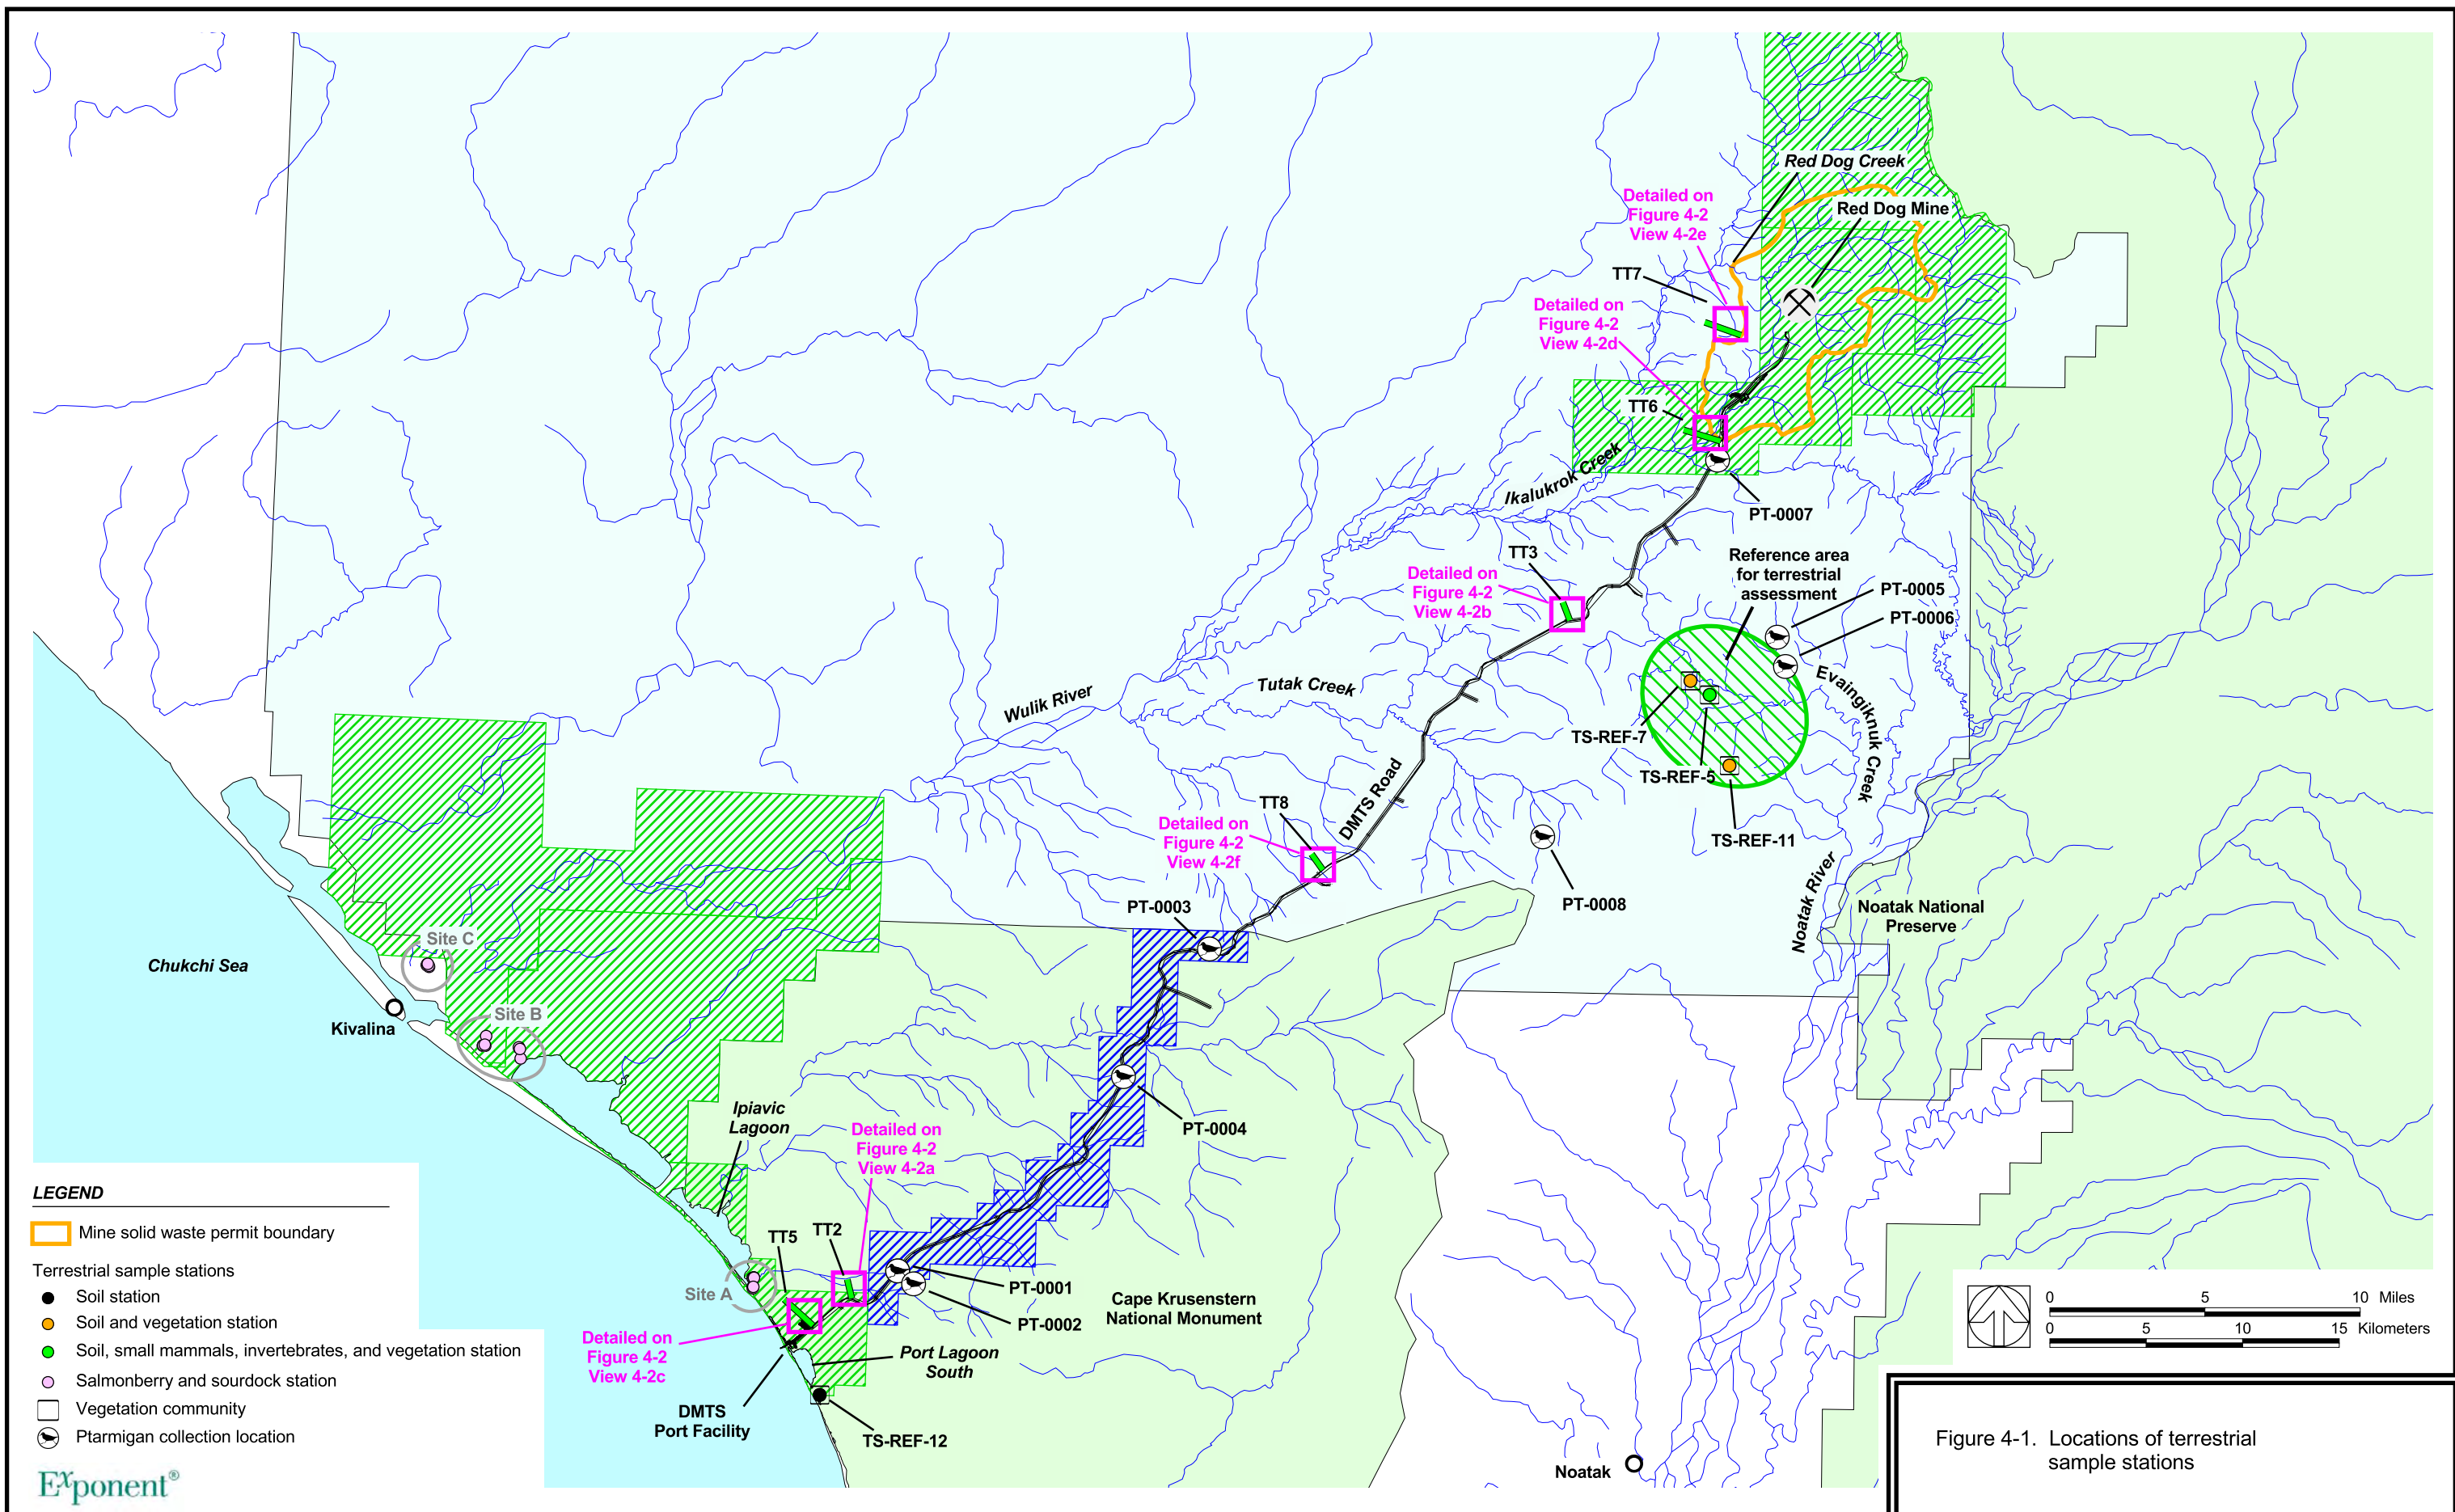 Red Dog Creek
Red Dog Mine
Detailed on
Figure 4-2
View 4-2e
TT7
Detailed on
Figure 4-2
View 4-2d
TT6
Ikalukrok Creek
PT-0007
TT3
Detailed on
Figure 4-2
View 4-2b
Reference area
for terrestrial
assessment
PT-0005
PT-0006
Evaingiknuk Creek
Wulik River
Tutak Creek
TS-REF-7
TS-REF-5
TS-REF-11
DMTS Road
TT8
Detailed on
Figure 4-2
View 4-2f
PT-0008
Noatak River
Noatak National
Preserve
PT-0003
Site C
Chukchi Sea
Site B
Kivalina
PT-0004
Ipiavic
Lagoon
Detailed on
Figure 4-2
View 4-2a
TT5
TT2
Site A
PT-0001
PT-0002
Cape Krusenstern
National Monument
Detailed on
Figure 4-2
View 4-2c
Port Lagoon
South
DMTS
Port Facility
TS-REF-12
Noatak
LEGEND
Mine solid waste permit boundary
Terrestrial sample stations
Soil station
Soil and vegetation station
Soil, small mammals, invertebrates, and vegetation station
Salmonberry and sourdock station
Vegetation community
Ptarmigan collection location
Exponent®
0 5 10 Miles
0 5 10 15 Kilometers
Figure 4-1. Locations of terrestrial
sample stations